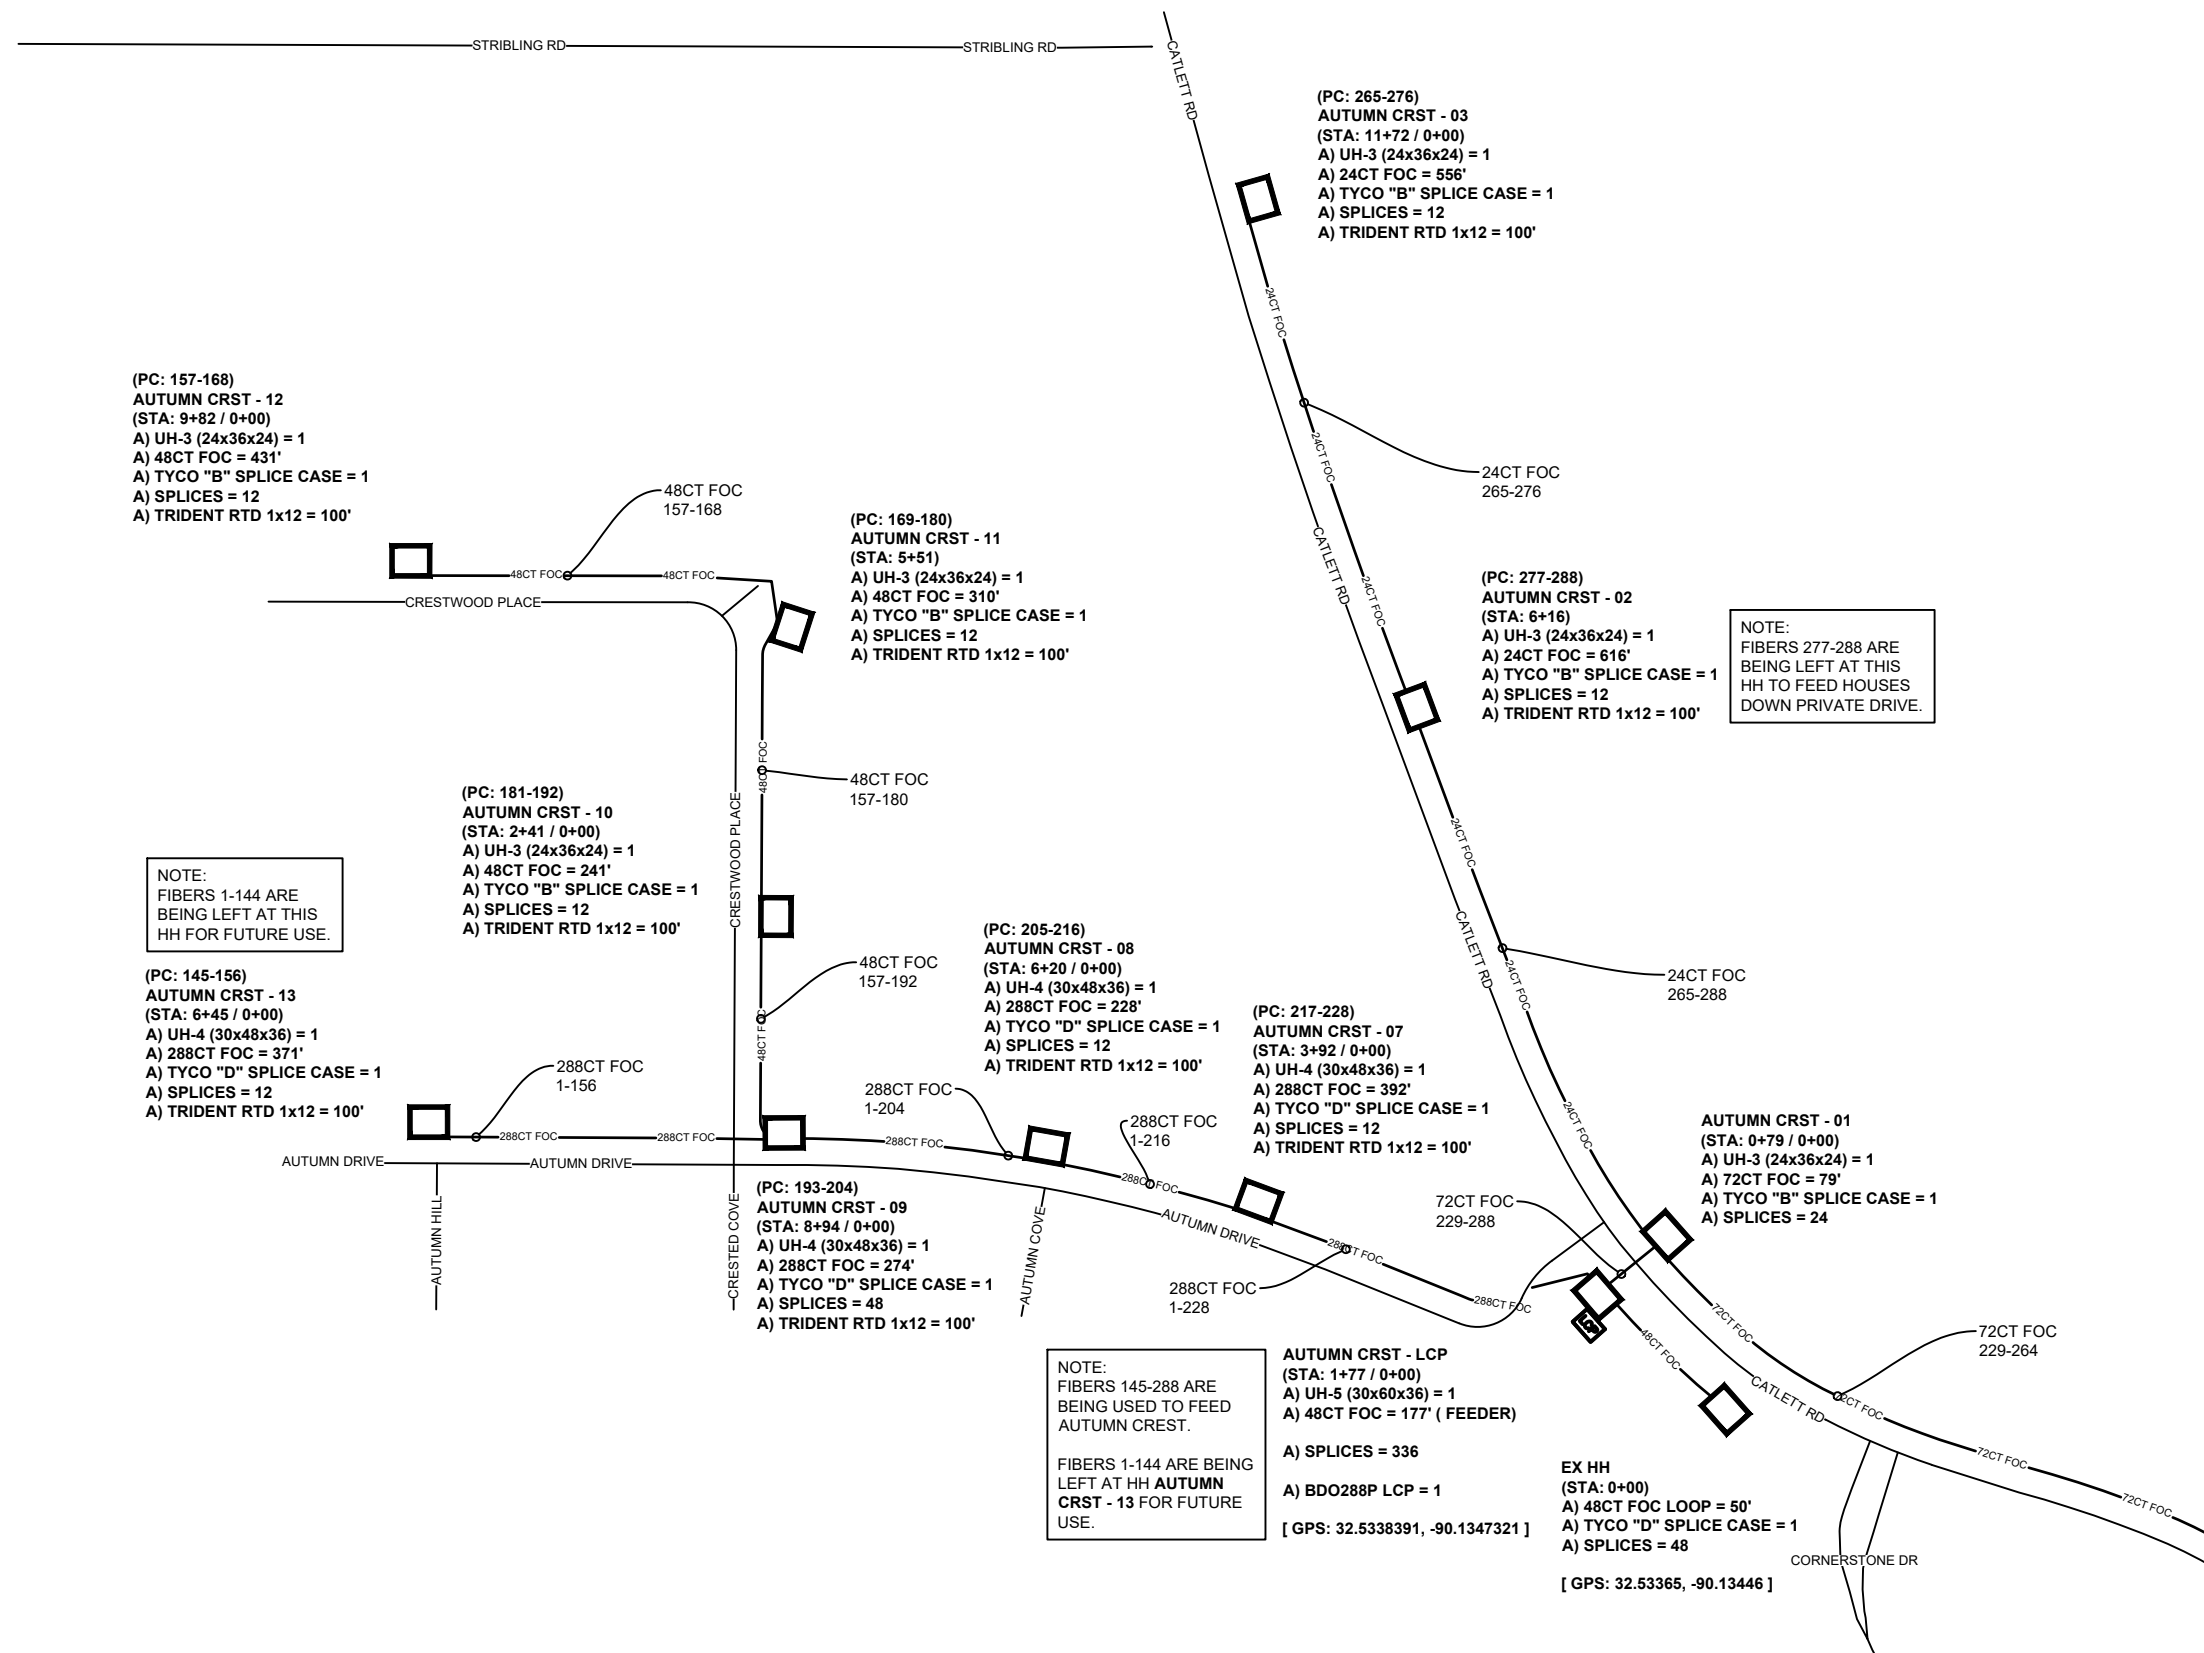 STRIBLING RD
STRIBLING RD
CATLETT RD
(PC: 265-276)
AUTUMN CRST - 03
(STA: 11+72 / 0+00)
A) UH-3 (24x36x24) = 1
A) 24CT FOC = 556'
A) TYCO "B" SPLICE CASE = 1
A) SPLICES = 12
A) TRIDENT RTD 1x12 = 100'
24CT FOC
24CT FOC
24CT FOC
265-276
CATLETT RD
24CT FOC
(PC: 157-168)
AUTUMN CRST - 12
(STA: 9+82 / 0+00)
A) UH-3 (24x36x24) = 1
A) 48CT FOC = 431'
A) TYCO "B" SPLICE CASE = 1
A) SPLICES = 12
A) TRIDENT RTD 1x12 = 100'
48CT FOC
157-168
48CT FOC
48CT FOC
CRESTWOOD PLACE
(PC: 169-180)
AUTUMN CRST - 11
(STA: 5+51)
A) UH-3 (24x36x24) = 1
A) 48CT FOC = 310'
A) TYCO "B" SPLICE CASE = 1
A) SPLICES = 12
A) TRIDENT RTD 1x12 = 100'
(PC: 277-288)
AUTUMN CRST - 02
(STA: 6+16)
A) UH-3 (24x36x24) = 1
A) 24CT FOC = 616'
A) TYCO "B" SPLICE CASE = 1
A) SPLICES = 12
A) TRIDENT RTD 1x12 = 100'
NOTE:
FIBERS 277-288 ARE
BEING LEFT AT THIS
HH TO FEED HOUSES
DOWN PRIVATE DRIVE.
48CT FOC
48CT FOC
157-180
CRESTWOOD PLACE
(PC: 181-192)
AUTUMN CRST - 10
(STA: 2+41 / 0+00)
A) UH-3 (24x36x24) = 1
A) 48CT FOC = 241'
A) TYCO "B" SPLICE CASE = 1
A) SPLICES = 12
A) TRIDENT RTD 1x12 = 100'
NOTE:
FIBERS 1-144 ARE
BEING LEFT AT THIS
HH FOR FUTURE USE.
(PC: 145-156)
AUTUMN CRST - 13
(STA: 6+45 / 0+00)
A) UH-4 (30x48x36) = 1
A) 288CT FOC = 371'
A) TYCO "D" SPLICE CASE = 1
A) SPLICES = 12
A) TRIDENT RTD 1x12 = 100'
288CT FOC
1-156
48CT FOC
157-192
48CT FOC
(PC: 205-216)
AUTUMN CRST - 08
(STA: 6+20 / 0+00)
A) UH-4 (30x48x36) = 1
A) 288CT FOC = 228'
A) TYCO "D" SPLICE CASE = 1
A) SPLICES = 12
A) TRIDENT RTD 1x12 = 100'
24CT FOC
CATLETT RD
24CT FOC
24CT FOC
265-288
(PC: 217-228)
AUTUMN CRST - 07
(STA: 3+92 / 0+00)
A) UH-4 (30x48x36) = 1
A) 288CT FOC = 392'
A) TYCO "D" SPLICE CASE = 1
A) SPLICES = 12
A) TRIDENT RTD 1x12 = 100'
24CT FOC
288CT FOC
1-204
288CT FOC
1-216
288CT FOC
288CT FOC
288CT FOC
288CT FOC
AUTUMN DRIVE
AUTUMN DRIVE
AUTUMN DRIVE
AUTUMN HILL
CRESTED COVE
AUTUMN COVE
(PC: 193-204)
AUTUMN CRST - 09
(STA: 8+94 / 0+00)
A) UH-4 (30x48x36) = 1
A) 288CT FOC = 274'
A) TYCO "D" SPLICE CASE = 1
A) SPLICES = 48
A) TRIDENT RTD 1x12 = 100'
AUTUMN CRST - 01
(STA: 0+79 / 0+00)
A) UH-3 (24x36x24) = 1
A) 72CT FOC = 79'
A) TYCO "B" SPLICE CASE = 1
A) SPLICES = 24
72CT FOC
229-288
288CT FOC
288CT FOC
1-228
288CT FOC
LCP
48CT FOC
72CT FOC
72CT FOC
229-264
72CT FOC
CATLETT RD
72CT FOC
72CT FOC
NOTE:
FIBERS 145-288 ARE
BEING USED TO FEED
AUTUMN CREST.
FIBERS 1-144 ARE BEING
LEFT AT HH AUTUMN
CRST - 13 FOR FUTURE
USE.
AUTUMN CRST - LCP
(STA: 1+77 / 0+00)
A) UH-5 (30x60x36) = 1
A) 48CT FOC = 177' ( FEEDER)
A) SPLICES = 336
A) BDO288P LCP = 1
[ GPS: 32.5338391, -90.1347321 ]
EX HH
(STA: 0+00)
A) 48CT FOC LOOP = 50'
A) TYCO "D" SPLICE CASE = 1
A) SPLICES = 48
[ GPS: 32.53365, -90.13446 ]
CORNERSTONE DR